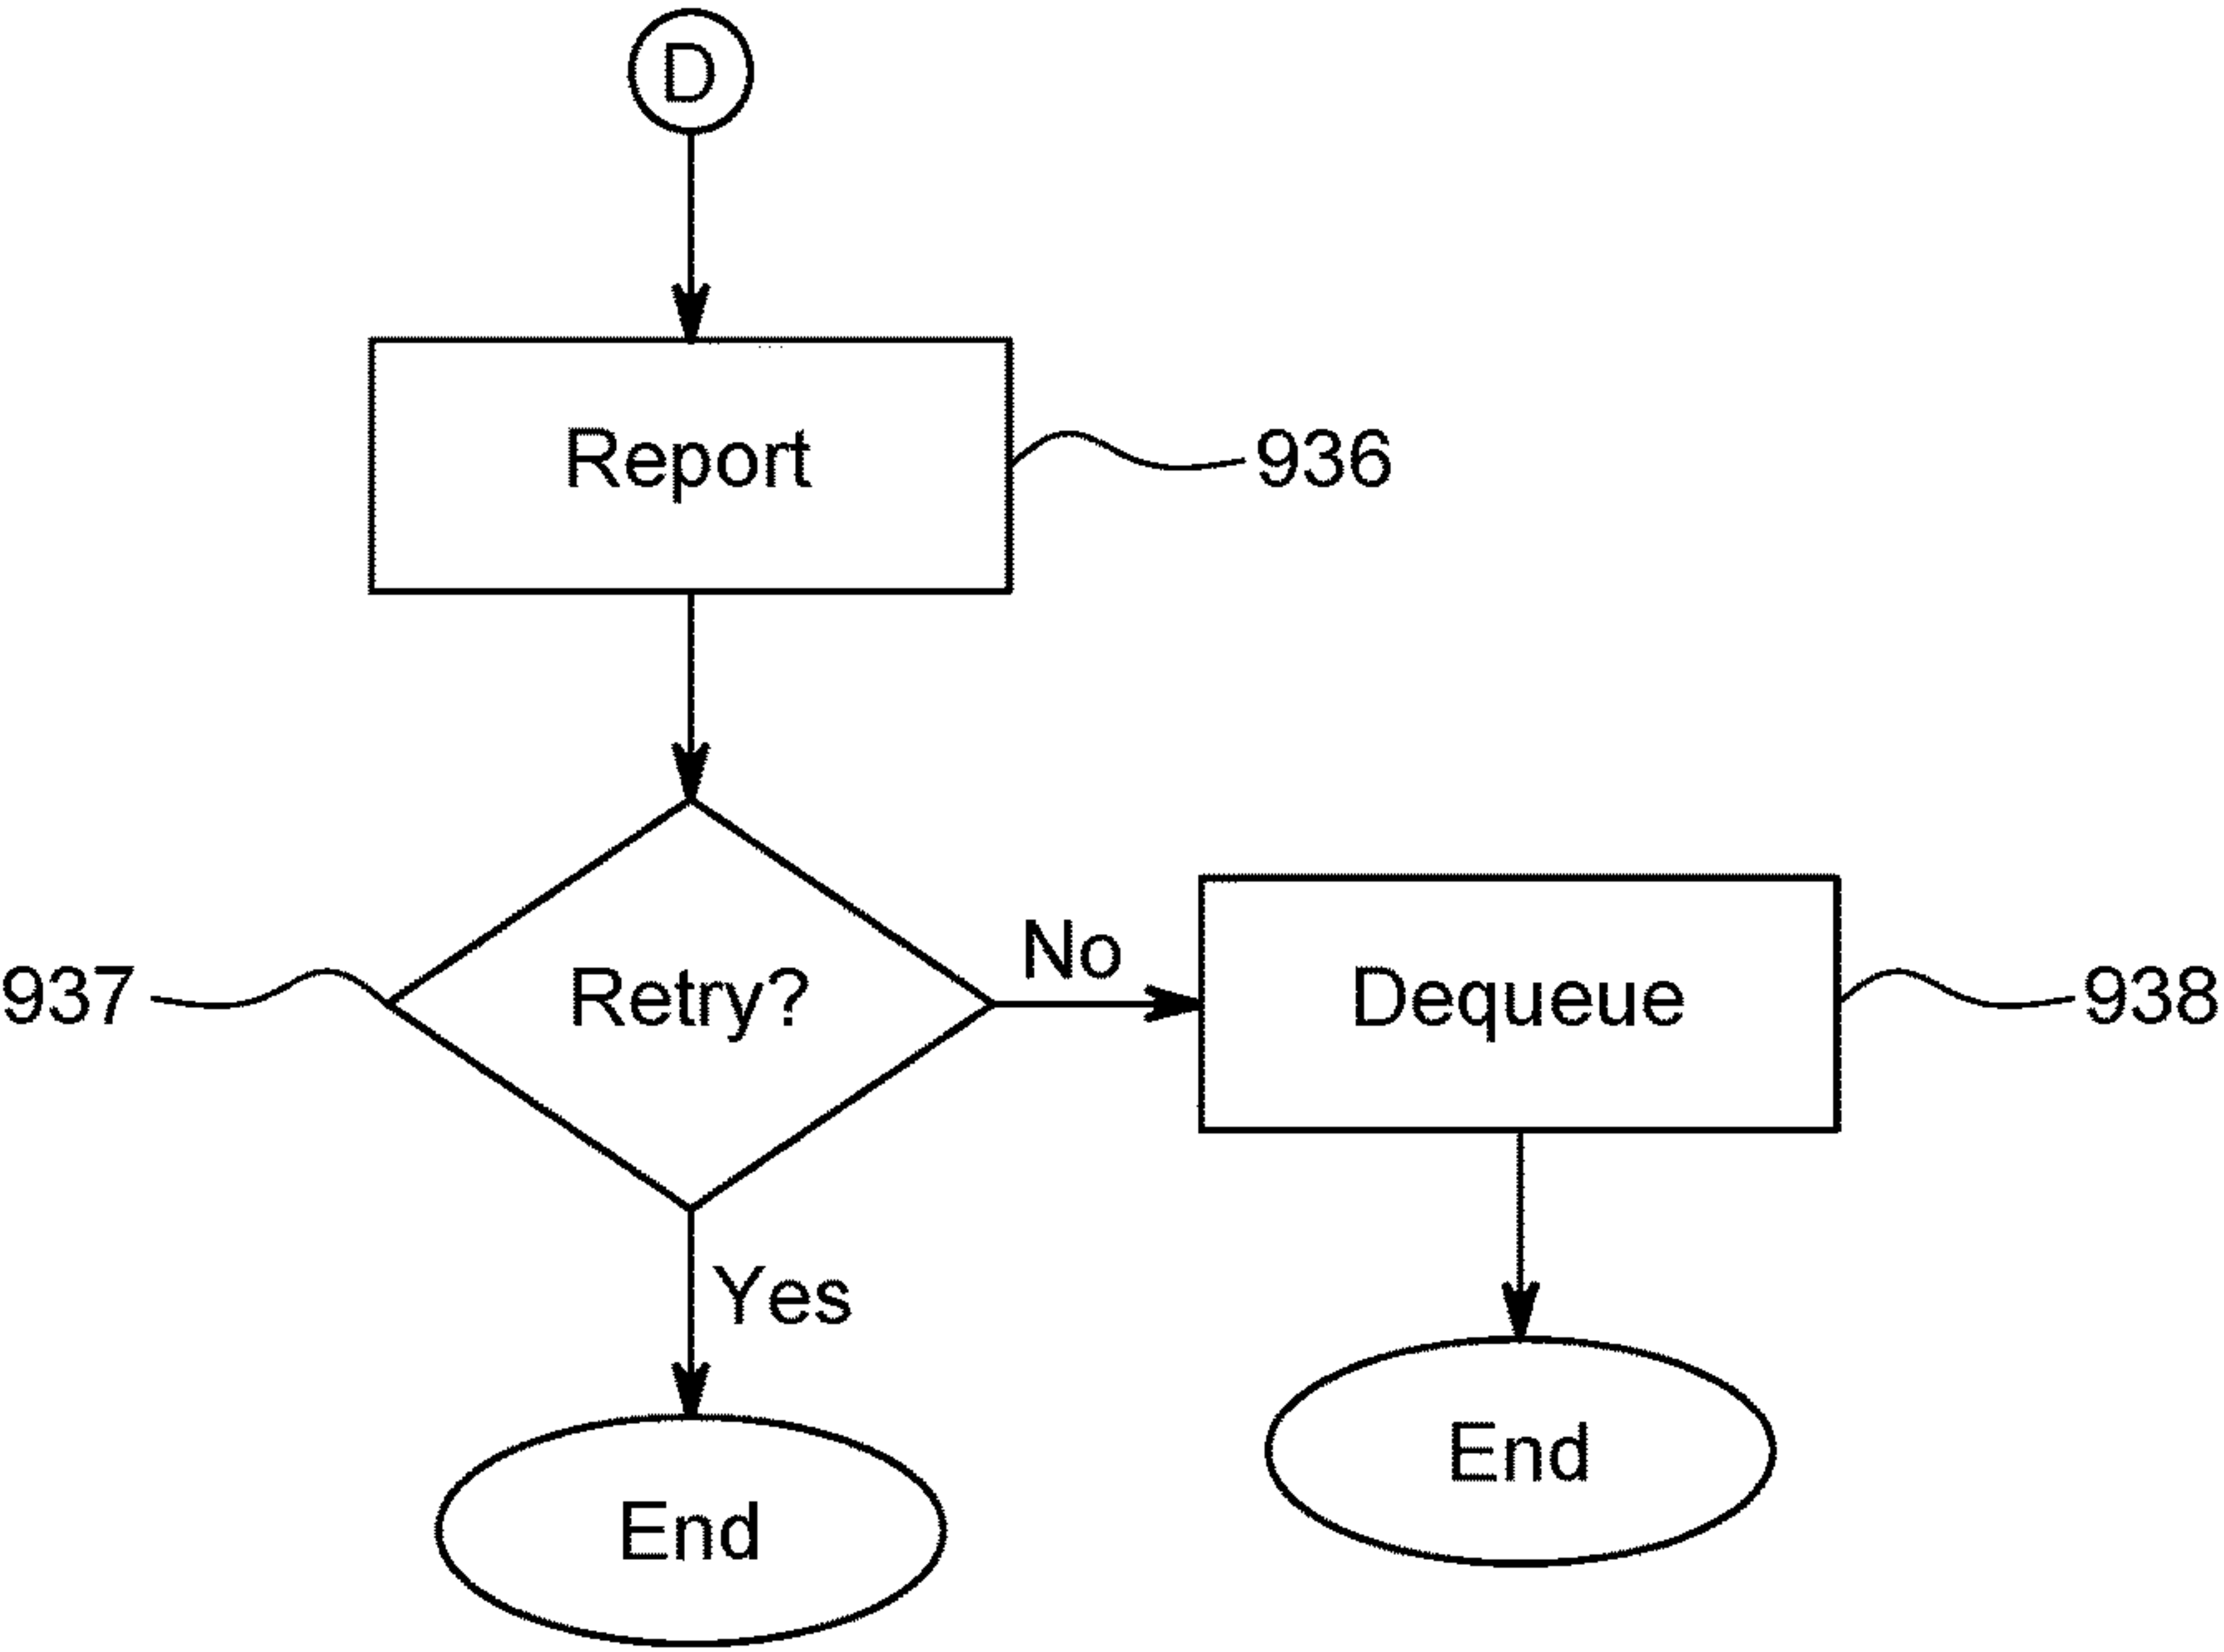 D
Report
936
937
Retry?
No
Dequeue
938
Yes
End
End